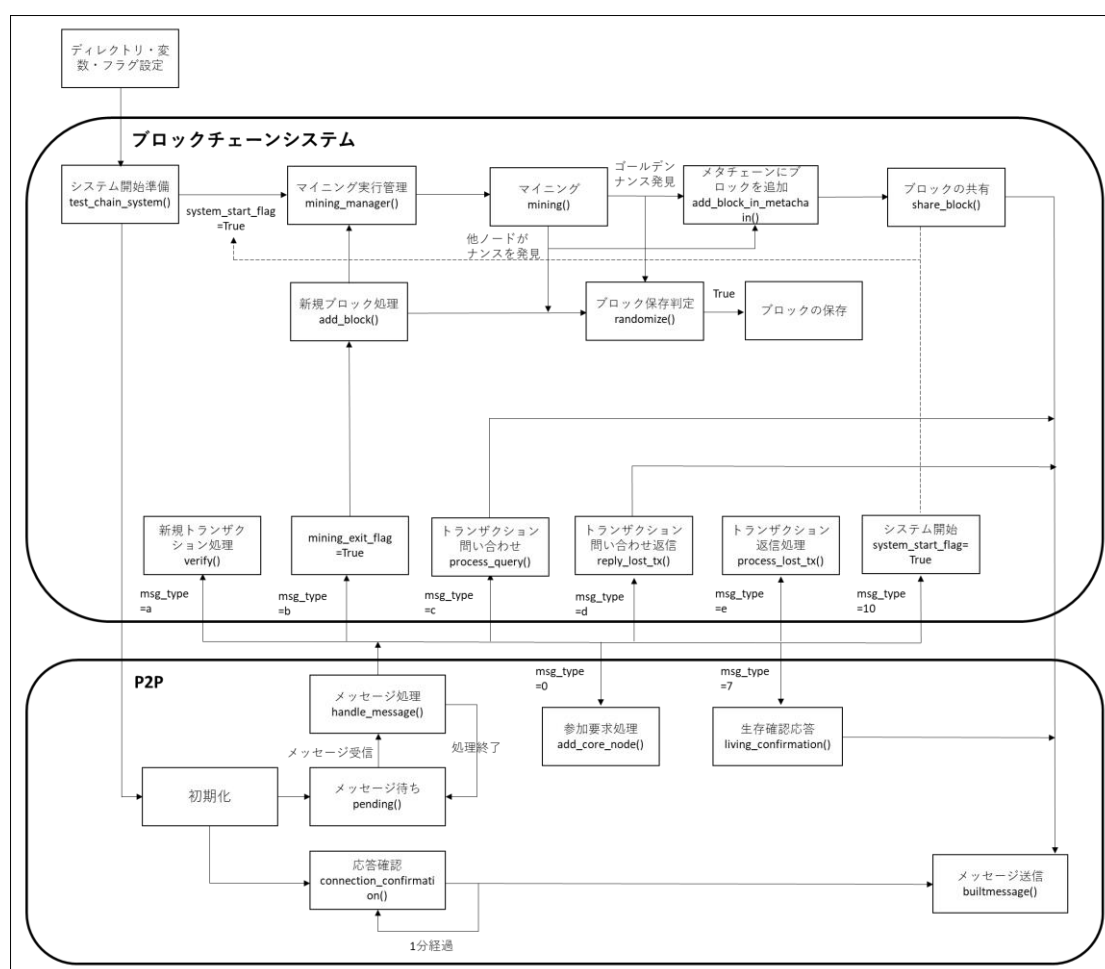 ディレクトリ・変
数・フラグ設定
ブロックチェーンシステム
システム開始準備
test_chain_system()
system_start_flag
=True
マイニング実行管理
mining_manager()
マイニング
mining()
ゴールデン
ナンス発見
メタチェーンにブ
ロックを追加
add_block_in_metacha
in()
ブロックの共有
share_block()
他ノードが
ナンスを発見
新規ブロック処理
add_block()
ブロック保存判定
randomize()
True
ブロックの保存
新規トランザク
ション処理
verify()
mining_exit_flag
=True
トランザクション
問い合わせ
process_query()
トランザクション
問い合わせ返信
reply_lost_tx()
トランザクション
返信処理
process_lost_tx()
システム開始
system_start_flag=
True
msg_type
=a
msg_type
=b
msg_type
=c
msg_type
=d
msg_type
=e
msg_type
=10
P2P
msg_type
=0
msg_type
=7
メッセージ処理
handle_message()
参加要求処理
add_core_node()
生存確認応答
living_confirmation()
メッセージ受信
処理終了
初期化
メッセージ待ち
pending()
応答確認
connection_confirmati
on()
メッセージ送信
builtmessage()
1分経過